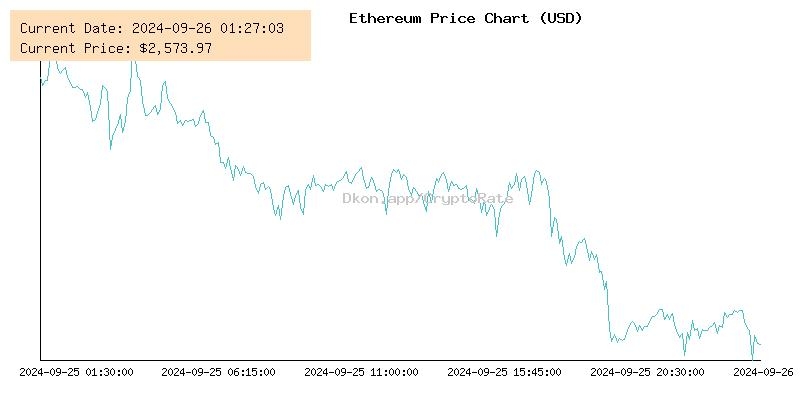 Ethereum Price Chart (USD)
Current Date: 2024-09-26 01:27:03
Current Price: $2,573.97
Dkon.app/CryptoRate
2024-09-25 01:30:00 2024-09-25 06:15:00 2024-09-25 11:00:00 2024-09-25 15:45:00 2024-09-25 20:30:00 2024-09-26